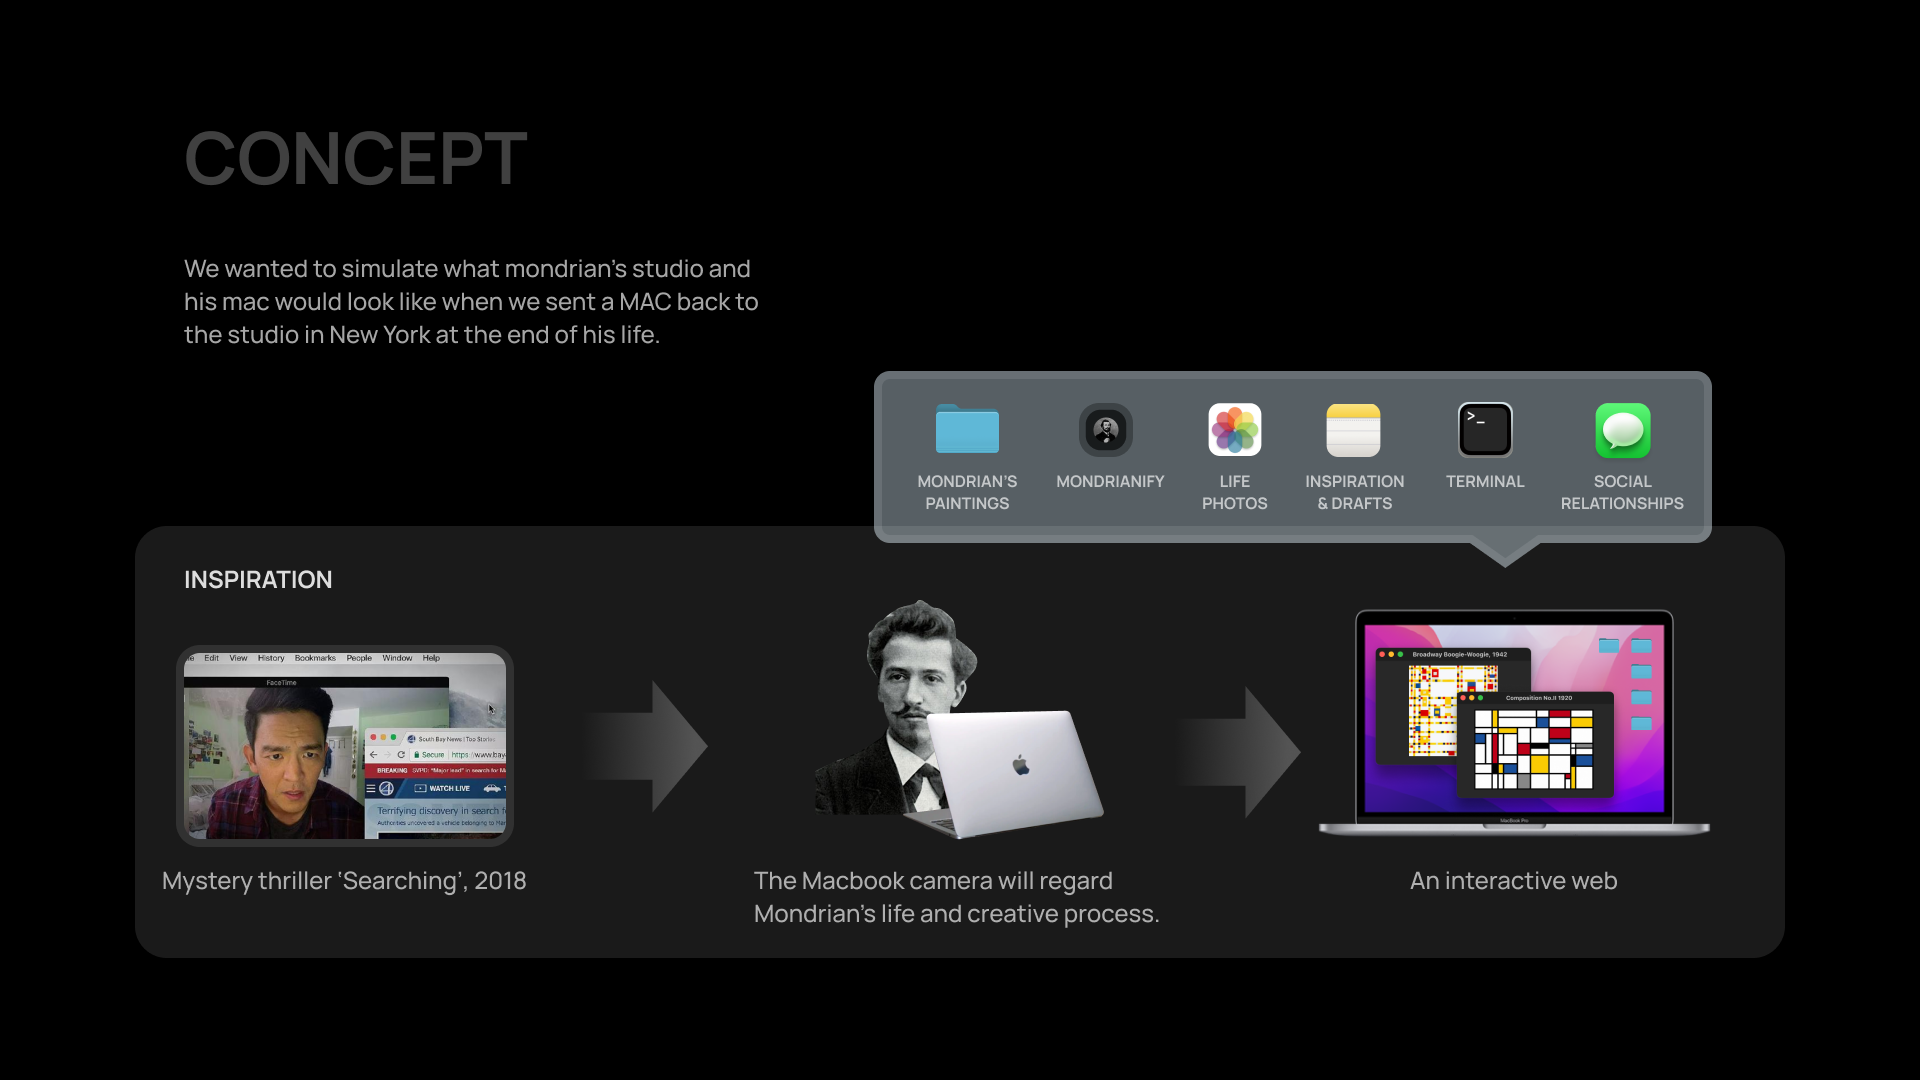 CONCEPT
We wanted to simulate what mondrian's studio and
his mac would look like when we sent a MAC back to
the studio in New York at the end of his life.
MONDRIAN'S
PAINTINGS
MONDRIANIFY
LIFE
PHOTOS
INSPIRATION
& DRAFTS
>_
TERMINAL
SOCIAL
RELATIONSHIPS
INSPIRATION
Edit View History Bookmarks People Window Help
FaceTime
South Bay News | Top Stories
Secure https www.bay
BREAKING SVPD: "Major lead" in search for
4 WATCH LIVE
Terrifying discovery in search
Authorities uncovered a vehicle belonging to
Mystery thriller ‘Searching’, 2018
The Macbook camera will regard
Mondrian's life and creative process.
Broadway Boogie-Woogie, 1942
Composition No.II 1920
MacBook Pro
An interactive web